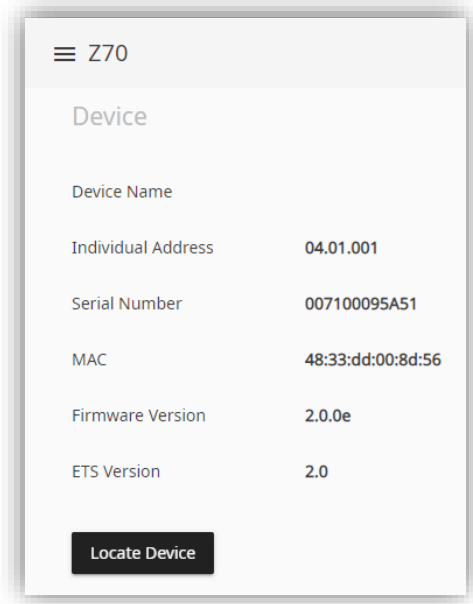 Z70
Device
Device Name
Individual Address 04.01.001
Serial Number 007100095A51
MAC 48:33:dd:00:8d:56
Firmware Version 2.0.0e
ETS Version 2.0
Locate Device